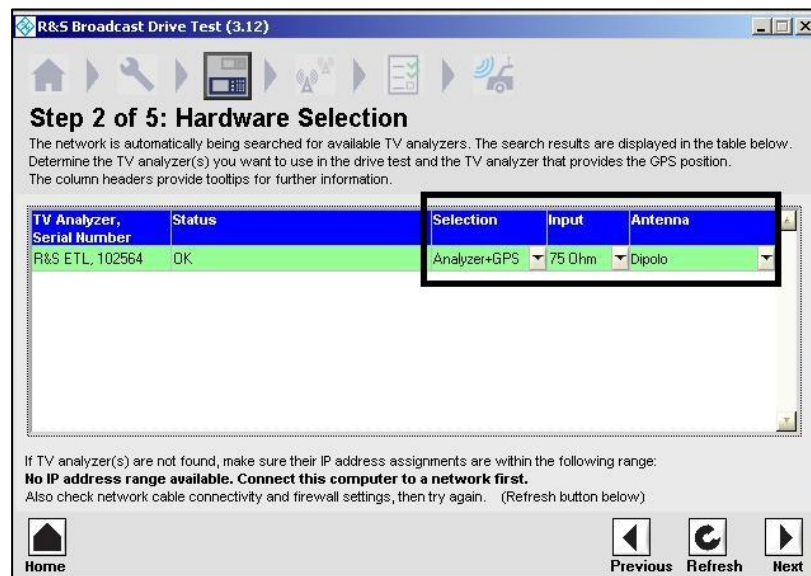 R&S Broadcast Drive Test (3.12)
Step 2 of 5: Hardware Selection
The network is automatically being searched for available TV analyzers. The search results are displayed in the table below.
Determine the TV analyzer(s) you want to use in the drive test and the TV analyzer that provides the GPS position.
The column headers provide tooltips for further information.
TV Analyzer, Status Selection Input Antenna
Serial Number
R&S ETL, 102564 OK Analyzer+GPS 75 Ohm Dipolo
If TV analyzer(s) are not found, make sure their IP address assignments are within the following range:
No IP address range available. Connect this computer to a network first.
Also check network cable connectivity and firewall settings, then try again. (Refresh button below)
Home Previous Refresh Next